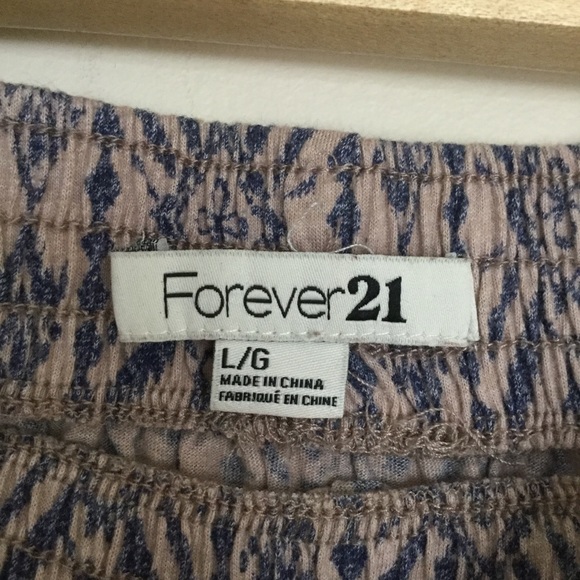 Forever21
L/G
MADE IN CHINA
FABRIQUÉ EN CHINE